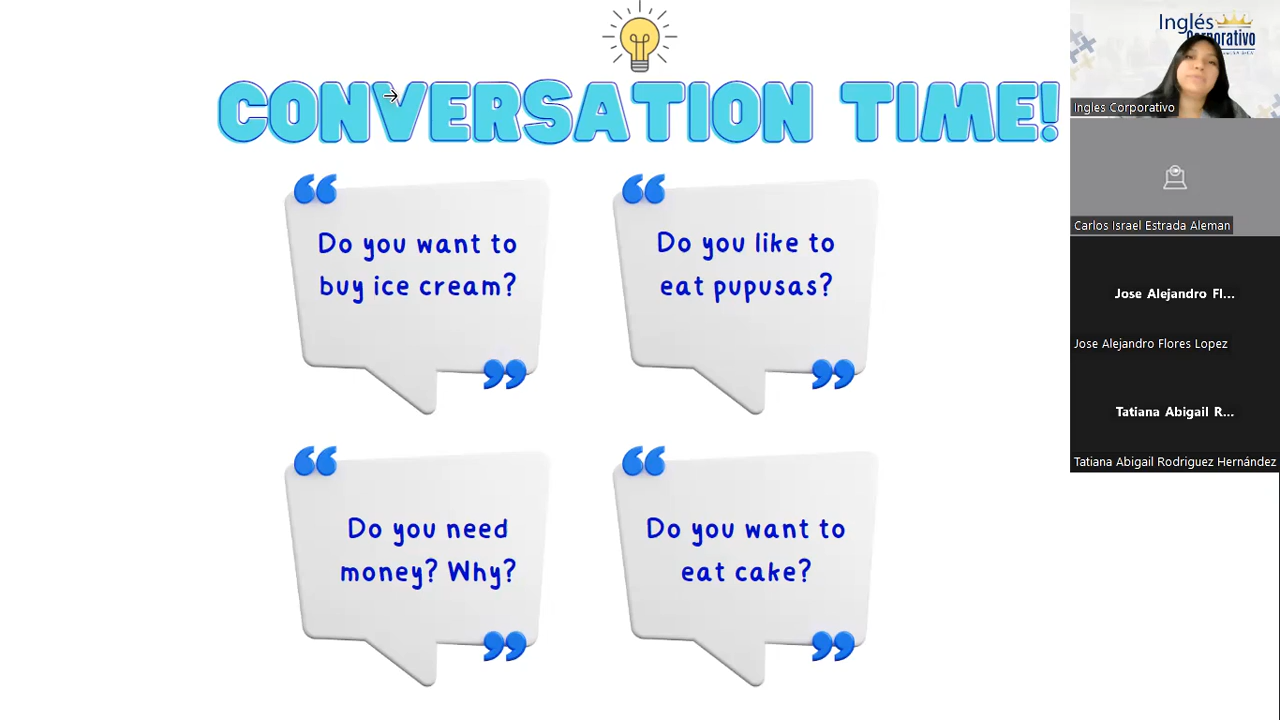 CONVERSATION TIME!
Do you want to
buy ice cream?
Do you like to
eat pupusas?
Do you need
money? Why?
Do you want to
eat cake?
Inglés
Corporativo
Ingles Corporativo
Carlos Israel Estrada Aleman
Jose Alejandro Fl...
Jose Alejandro Flores Lopez
Tatiana Abigail R...
Tatiana Abigail Rodriguez Hernández